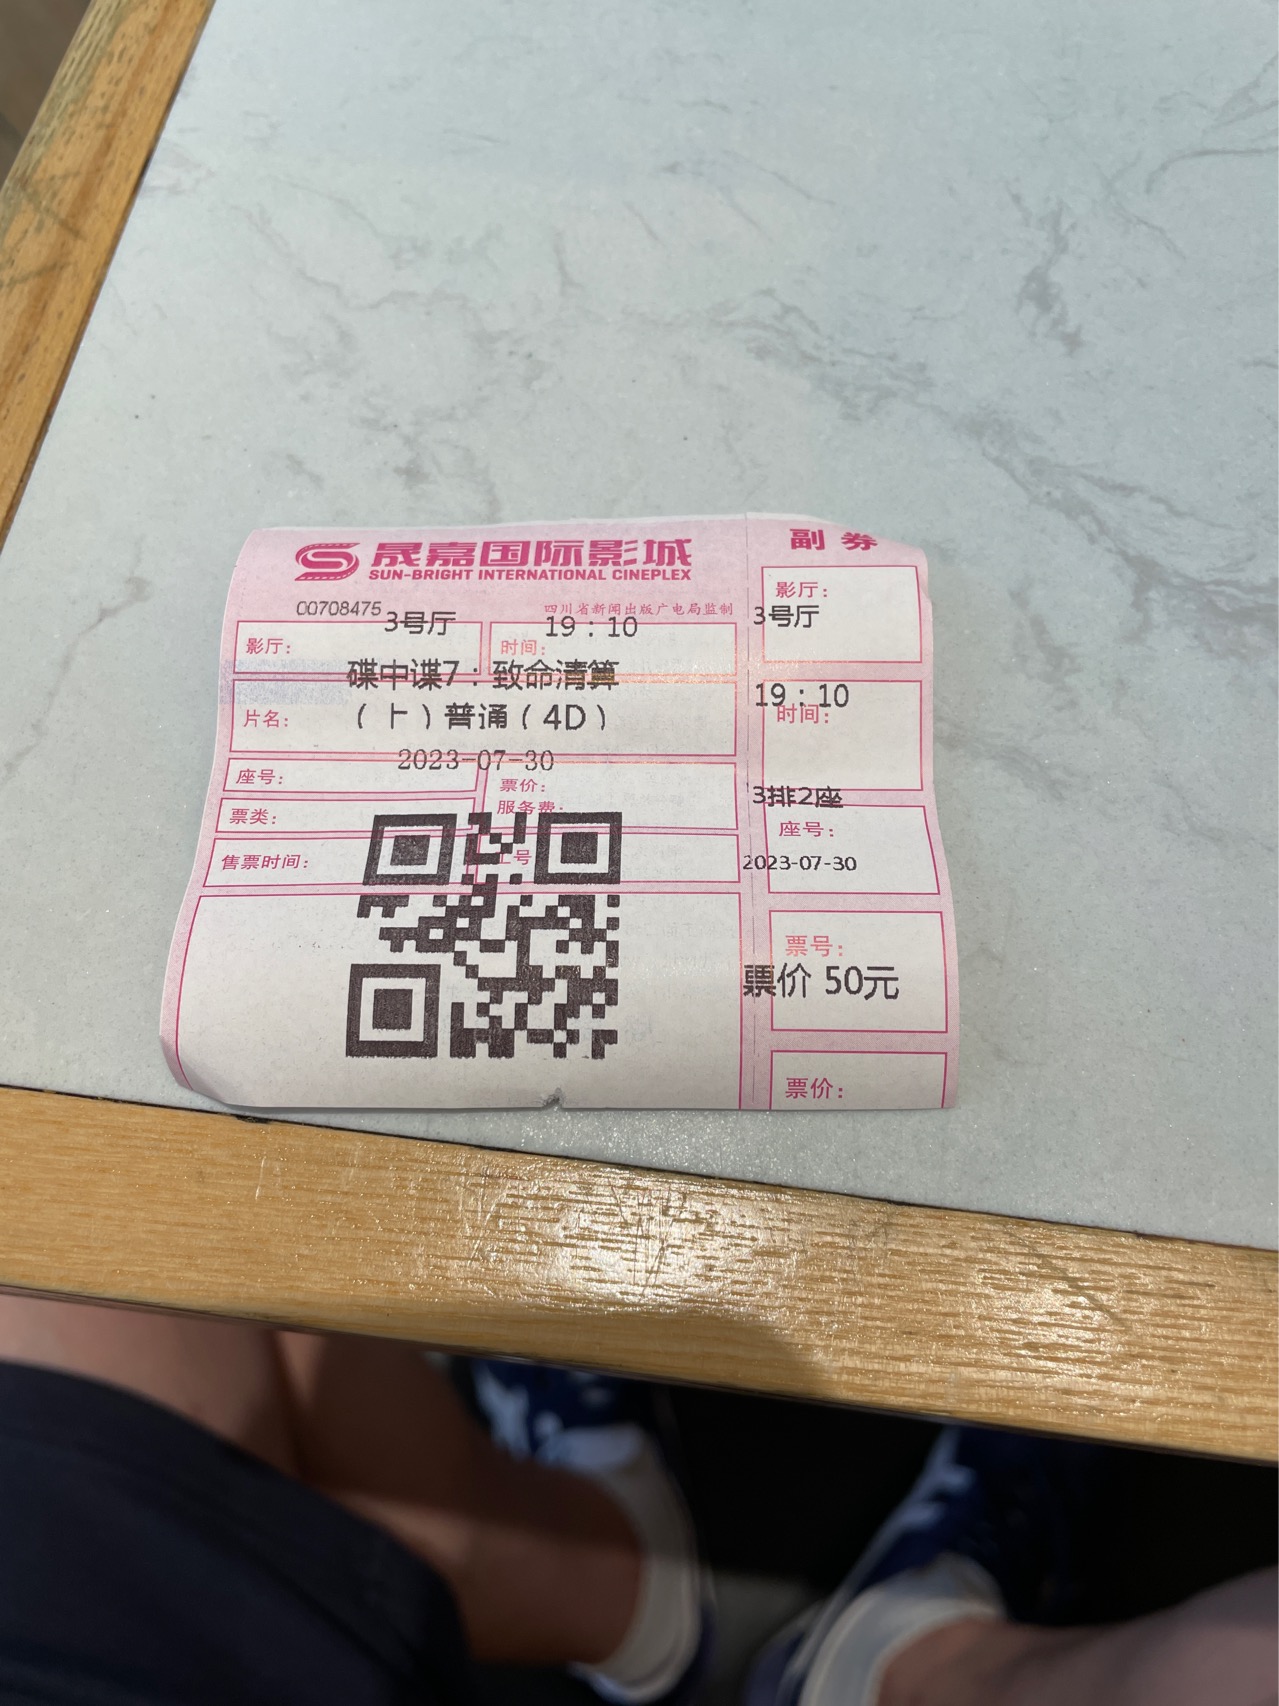 晟嘉国际影城
SUN-BRIGHT INTERNATIONAL CINEPLEX
00708475
四川省新闻出版广电局监制
影厅:
3号厅
时间:
19:10
碟中谍7:致命清算
片名:
(上)普通(4D)
2023-07-30
座号:
票价:
服务费:
票类:
售票时间:
工号
副券
影厅:
3号厅
19:10
时间:
3排2座
座号:
2023-07-30
票号:
票价 50元
票价: